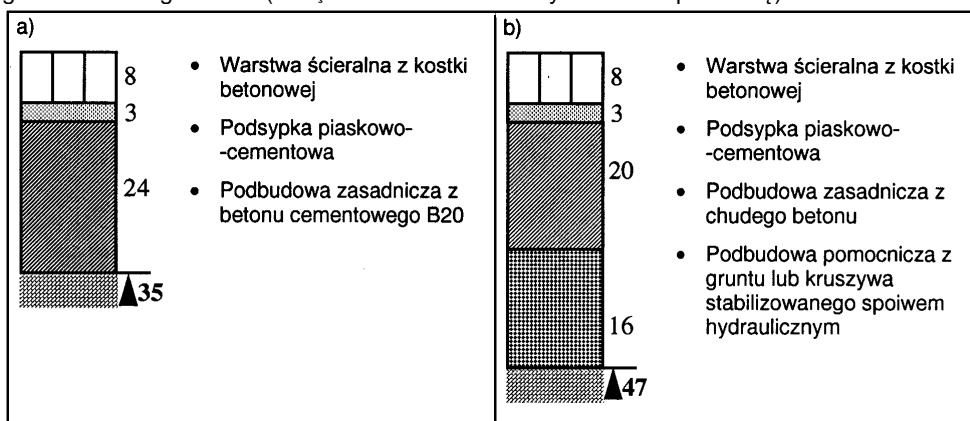 a)
8
3
24
35
• Warstwa ścieralna z kostki
betonowej
• Podsypka piaskowo-
-cementowa
• Podbudowa zasadnicza z
betonu cementowego B20
b)
8
3
20
16
47
• Warstwa ścieralna z kostki
betonowej
• Podsypka piaskowo-
-cementowa
• Podbudowa zasadnicza z
chudego betonu
• Podbudowa pomocnicza z
gruntu lub kruszywa
stabilizowanego spoiwem
hydraulicznym